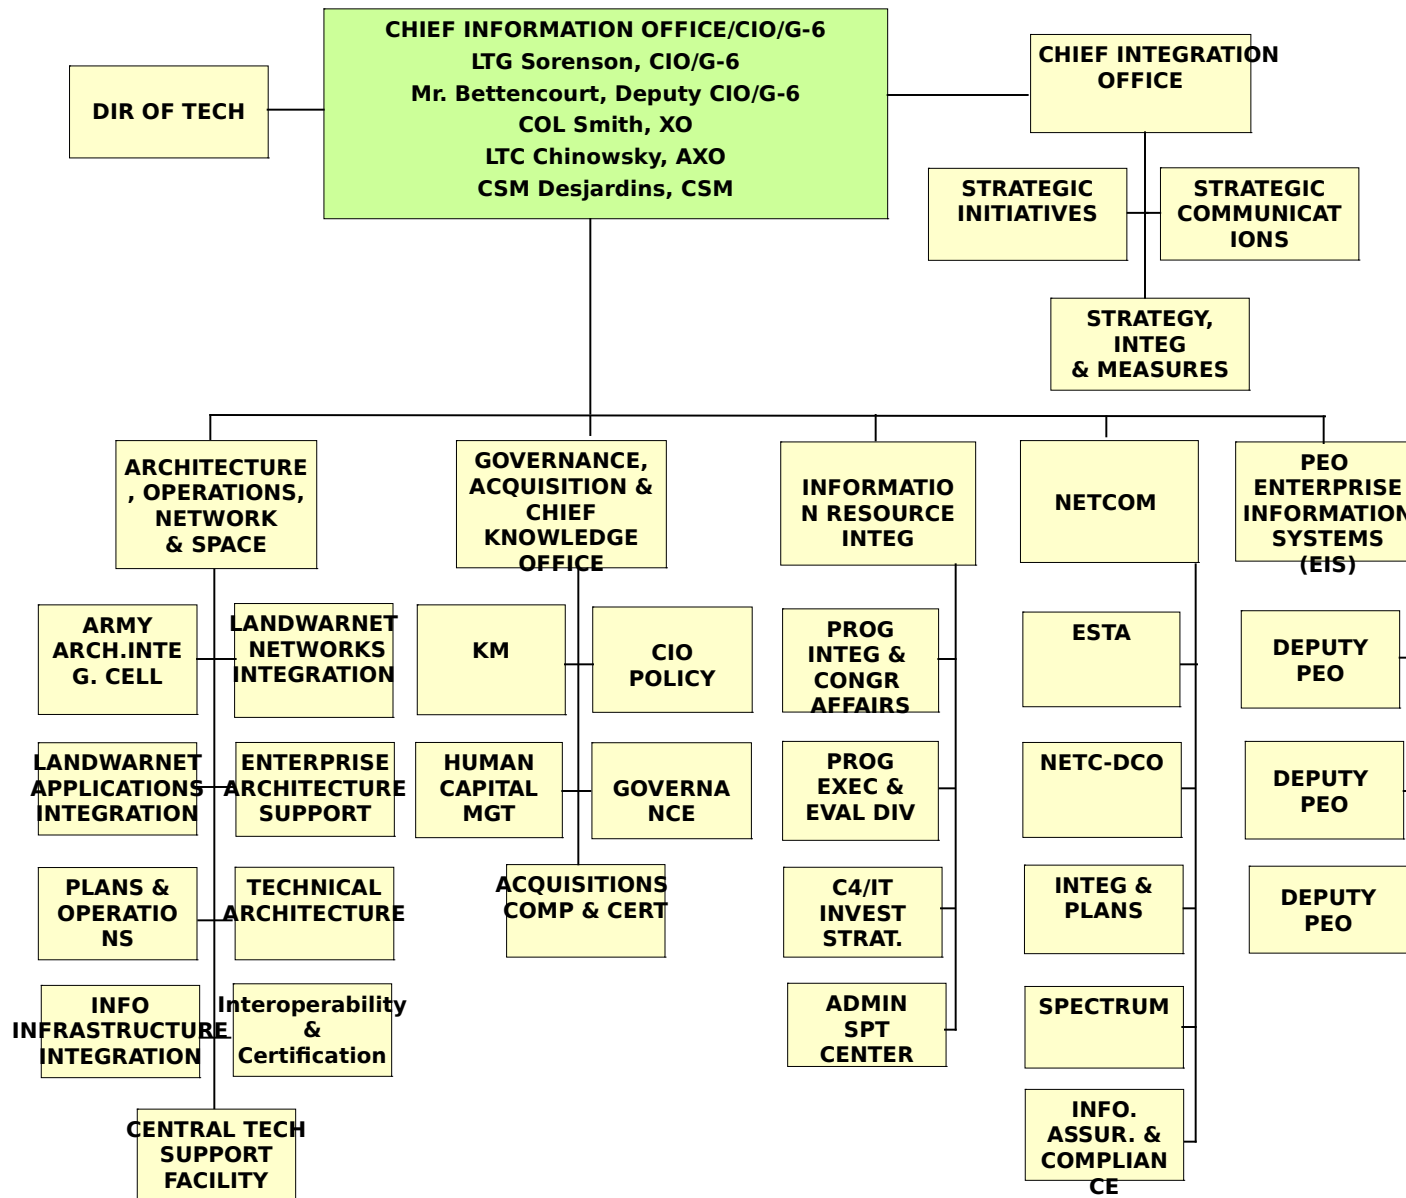 CHIEF INFORMATION OFFICE/CIO/G-6
LTG Sorenson, CIO/G-6
Mr. Bettencourt, Deputy CIO/G-6
COL Smith, XO
LTC Chinowsky, AXO
CSM Desjardins, CSM
DIR OF TECH
CHIEF INTEGRATION
OFFICE
STRATEGIC
INITIATIVES
STRATEGIC
COMMUNICAT
IONS
STRATEGY,
INTEG
& MEASURES
ARCHITECTURE
, OPERATIONS,
NETWORK
& SPACE
GOVERNANCE,
ACQUISITION &
CHIEF
KNOWLEDGE
OFFICE
INFORMATIO
N RESOURCE
INTEG
NETCOM
PEO
ENTERPRISE
INFORMATION
SYSTEMS
(EIS)
ARMY
ARCH.INTE
G. CELL
LANDWARNET
NETWORKS
INTEGRATION
KM
CIO
POLICY
PROG
INTEG &
CONGR
AFFAIRS
ESTA
DEPUTY
PEO
LANDWARNET
APPLICATIONS
INTEGRATION
ENTERPRISE
ARCHITECTURE
SUPPORT
HUMAN
CAPITAL
MGT
GOVERNA
NCE
PROG
EXEC &
EVAL DIV
NETC-DCO
DEPUTY
PEO
PLANS &
OPERATIO
NS
TECHNICAL
ARCHITECTURE
ACQUISITIONS
COMP & CERT
C4/IT
INVEST
STRAT.
INTEG &
PLANS
DEPUTY
PEO
INFO
INFRASTRUCTURE
INTEGRATION
Interoperability
&
Certification
ADMIN
SPT
CENTER
SPECTRUM
CENTRAL TECH
SUPPORT
FACILITY
INFO.
ASSUR. &
COMPLIAN
CE